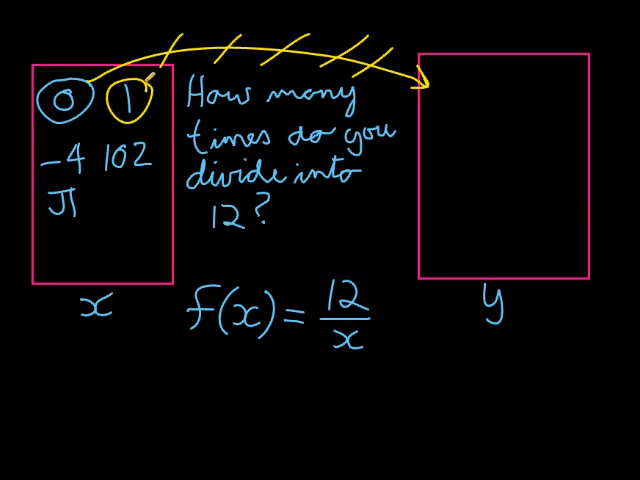 0 1
-4 102
π
How many
times do you
divide into
12?
x
y
f(x) = 12/x